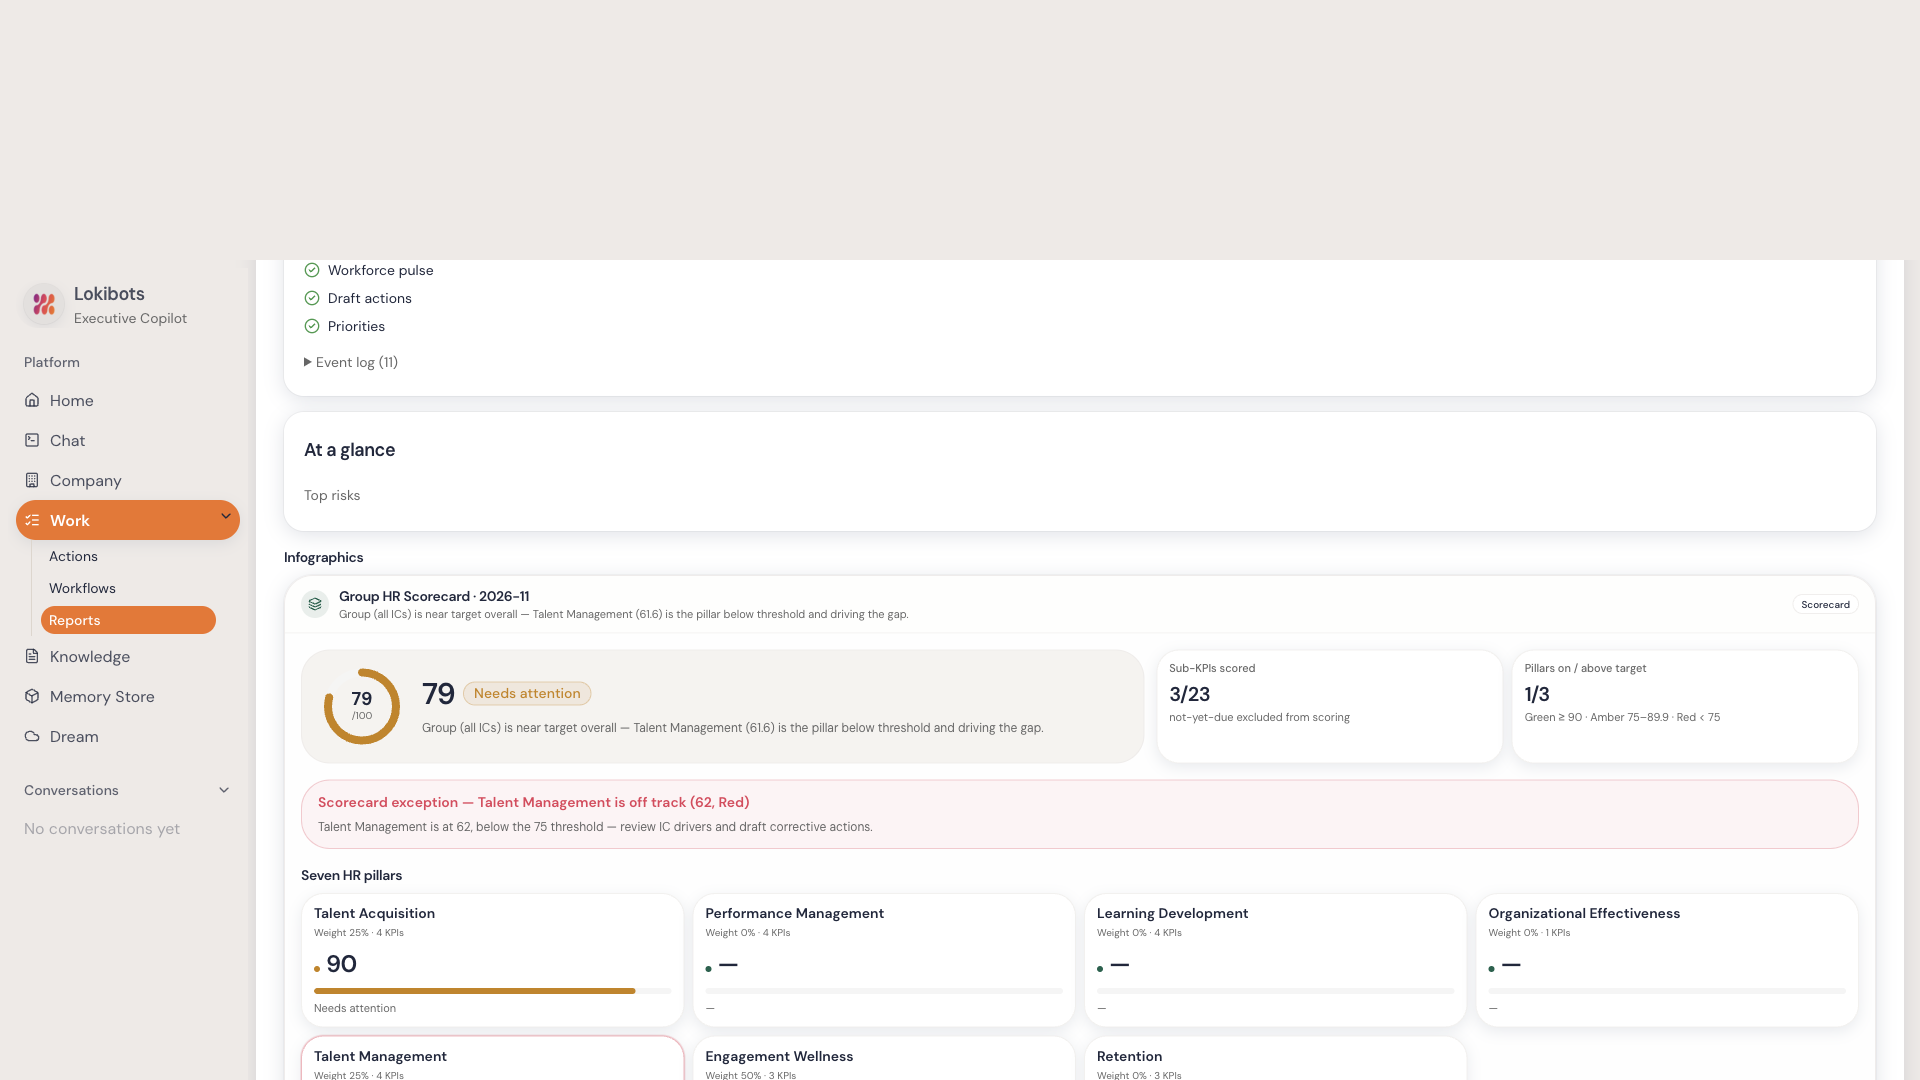 Workforce pulse
Draft actions
Priorities
Event log (11)
Lokibots
Executive Copilot
Platform
Home
Chat
Company
Work
Actions
Workflows
Reports
Knowledge
Memory Store
Dream
Conversations
No conversations yet
At a glance
Top risks
Infographics
Group HR Scorecard · 2026-11
Group (all ICs) is near target overall — Talent Management (61.6) is the pillar below threshold and driving the gap.
Scorecard
79
/100
79 Needs attention
Group (all ICs) is near target overall — Talent Management (61.6) is the pillar below threshold and driving the gap.
Sub-KPIs scored
3/23
not-yet-due excluded from scoring
Pillars on / above target
1/3
Green ≥ 90 · Amber 75–89.9 · Red < 75
Scorecard exception — Talent Management is off track (62, Red)
Talent Management is at 62, below the 75 threshold — review IC drivers and draft corrective actions.
Seven HR pillars
Talent Acquisition
Weight 25% · 4 KPIs
90
Needs attention
Performance Management
Weight 0% · 4 KPIs
—
—
Learning Development
Weight 0% · 4 KPIs
—
—
Organizational Effectiveness
Weight 0% · 1 KPIs
—
—
Talent Management
Weight 25% · 4 KPIs
Engagement Wellness
Weight 50% · 3 KPIs
Retention
Weight 0% · 3 KPIs